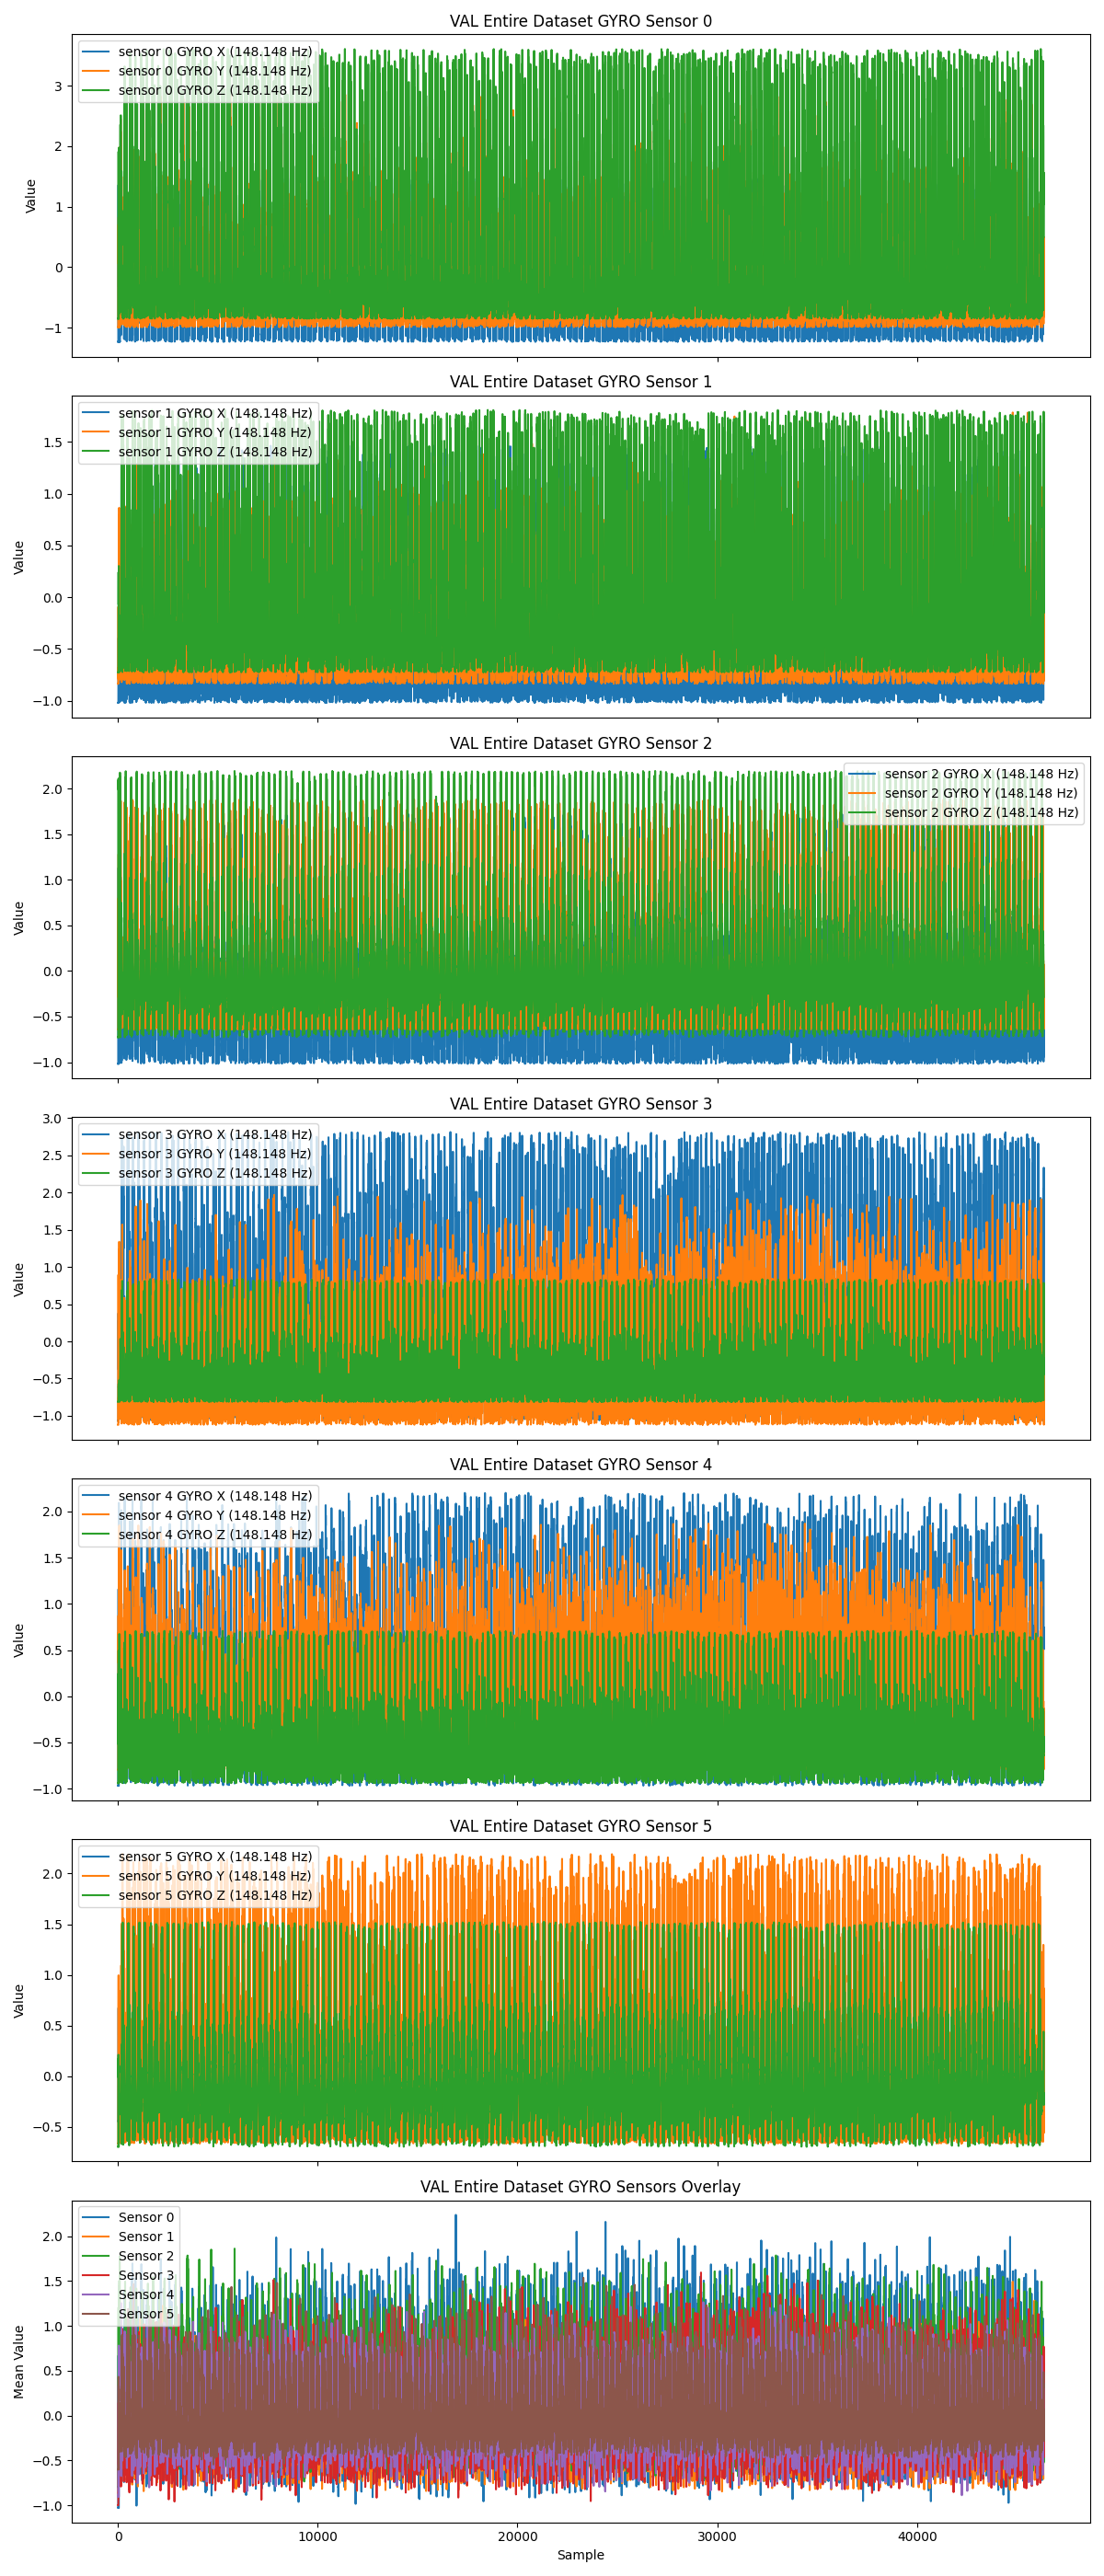 VAL Entire Dataset GYRO Sensor 0
sensor 0 GYRO X (148.148 Hz)
sensor 0 GYRO Y (148.148 Hz)
sensor 0 GYRO Z (148.148 Hz)
3
2
1
0
−1
Value
VAL Entire Dataset GYRO Sensor 1
sensor 1 GYRO X (148.148 Hz)
sensor 1 GYRO Y (148.148 Hz)
sensor 1 GYRO Z (148.148 Hz)
1.5
1.0
0.5
0.0
−0.5
−1.0
Value
VAL Entire Dataset GYRO Sensor 2
sensor 2 GYRO X (148.148 Hz)
sensor 2 GYRO Y (148.148 Hz)
sensor 2 GYRO Z (148.148 Hz)
2.0
1.5
1.0
0.5
0.0
−0.5
−1.0
Value
VAL Entire Dataset GYRO Sensor 3
sensor 3 GYRO X (148.148 Hz)
sensor 3 GYRO Y (148.148 Hz)
sensor 3 GYRO Z (148.148 Hz)
3.0
2.5
2.0
1.5
1.0
0.5
0.0
−0.5
−1.0
Value
VAL Entire Dataset GYRO Sensor 4
sensor 4 GYRO X (148.148 Hz)
sensor 4 GYRO Y (148.148 Hz)
sensor 4 GYRO Z (148.148 Hz)
2.0
1.5
1.0
0.5
0.0
−0.5
−1.0
Value
VAL Entire Dataset GYRO Sensor 5
sensor 5 GYRO X (148.148 Hz)
sensor 5 GYRO Y (148.148 Hz)
sensor 5 GYRO Z (148.148 Hz)
2.0
1.5
1.0
0.5
0.0
−0.5
Value
VAL Entire Dataset GYRO Sensors Overlay
Sensor 0
Sensor 1
Sensor 2
Sensor 3
Sensor 4
Sensor 5
2.0
1.5
1.0
0.5
0.0
−0.5
−1.0
Mean Value
0 10000 20000 30000 40000
Sample